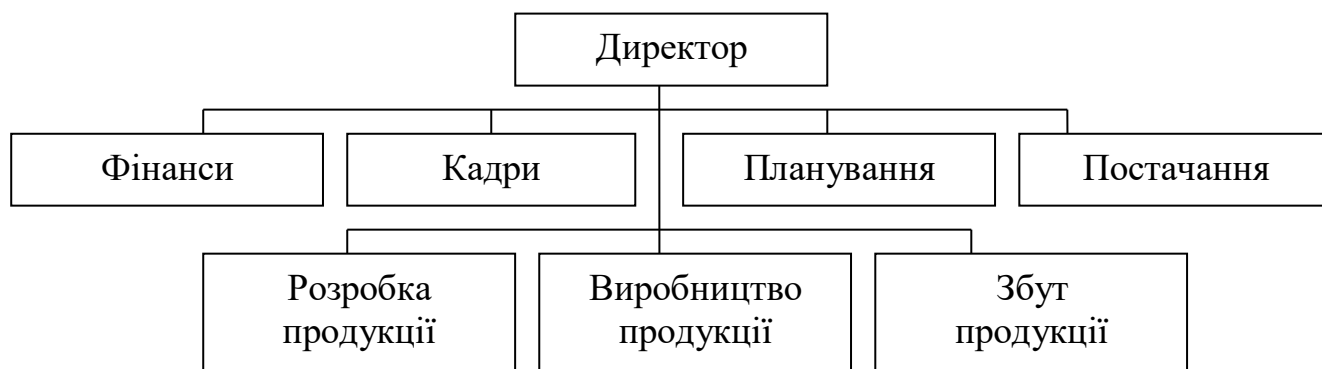 Директор
Фінанси
Кадри
Планування
Постачання
Розробка
продукції
Виробництво
продукції
Збут
продукції